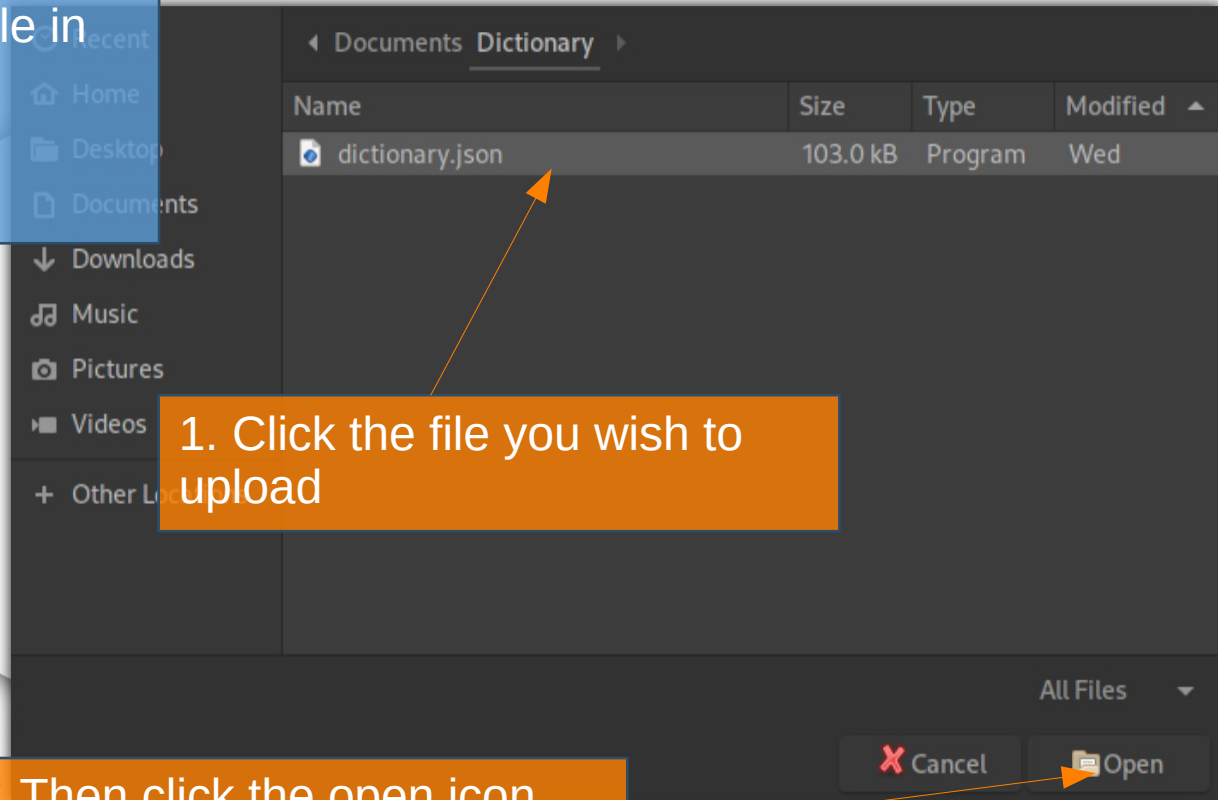 le in
Recent
Documents Dictionary
Home
Name Size Type Modified
Desktop
dictionary.json 103.0 kB Program Wed
Documents
Downloads
Music
Pictures
Videos
1. Click the file you wish to
upload
+ Other Locations
All Files
Cancel Open
Then click the open icon